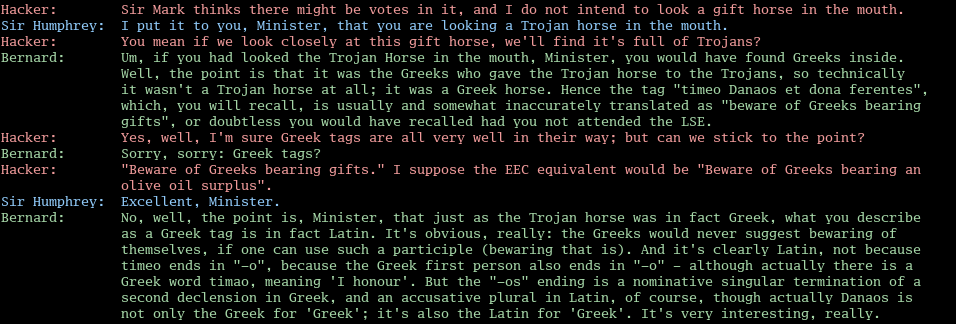 Hacker: Sir Mark thinks there might be votes in it, and I do not intend to look a gift horse in the mouth.
Sir Humphrey: I put it to you, Minister, that you are looking a Trojan horse in the mouth.
Hacker: You mean if we look closely at this gift horse, we'll find it's full of Trojans?
Bernard: Um, if you had looked the Trojan Horse in the mouth, Minister, you would have found Greeks inside.
Well, the point is that it was the Greeks who gave the Trojan horse to the Trojans, so technically
it wasn't a Trojan horse at all; it was a Greek horse. Hence the tag "timeo Danaos et dona ferentes",
which, you will recall, is usually and somewhat inaccurately translated as "beware of Greeks bearing
gifts", or doubtless you would have recalled had you not attended the LSE.
Hacker: Yes, well, I'm sure Greek tags are all very well in their way; but can we stick to the point?
Bernard: Sorry, sorry: Greek tags?
Hacker: "Beware of Greeks bearing gifts." I suppose the EEC equivalent would be "Beware of Greeks bearing an
olive oil surplus".
Sir Humphrey: Excellent, Minister.
Bernard: No, well, the point is, Minister, that just as the Trojan horse was in fact Greek, what you describe
as a Greek tag is in fact Latin. It's obvious, really: the Greeks would never suggest bewaring of
themselves, if one can use such a participle (bewaring that is). And it's clearly Latin, not because
timeo ends in "–o", because the Greek first person also ends in "–o" – although actually there is a
Greek word timao, meaning 'I honour'. But the "–os" ending is a nominative singular termination of a
second declension in Greek, and an accusative plural in Latin, of course, though actually Danaos is
not only the Greek for 'Greek'; it's also the Latin for 'Greek'. It's very interesting, really.